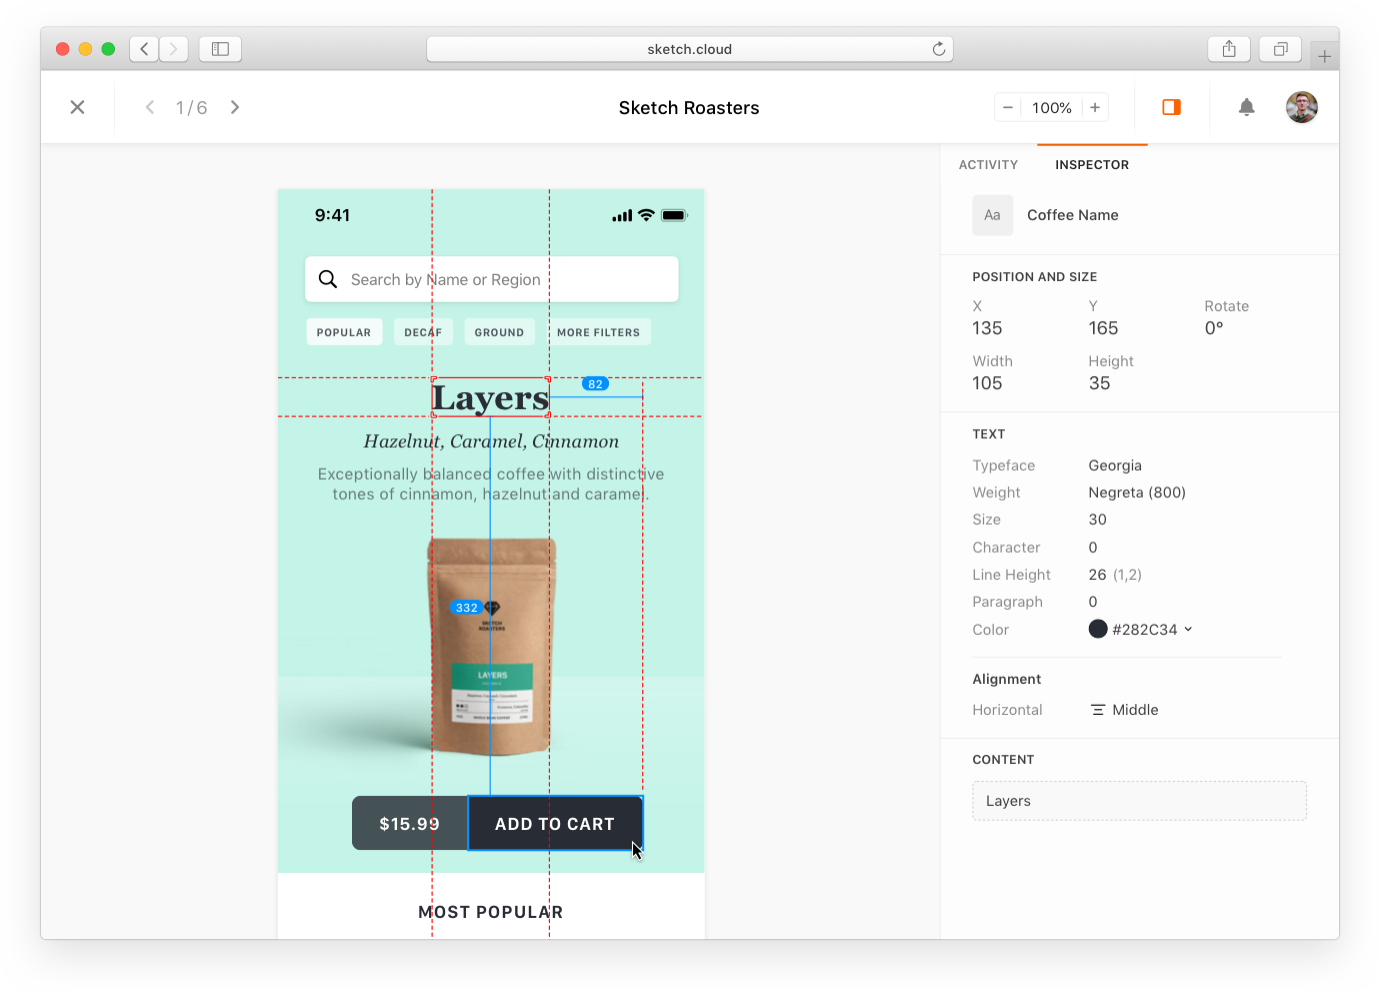 sketch.cloud
1/6
Sketch Roasters
100%
ACTIVITY
INSPECTOR
9:41
Search by Name or Region
POPULAR
DECAF
GROUND
MORE FILTERS
Layers
82
Hazelnut, Caramel, Cinnamon
Exceptionally balanced coffee with distinctive
tones of cinnamon, hazelnut and caramel.
332
SKETCH
ROASTERS
LAYERS
$15.99
ADD TO CART
MOST POPULAR
Aa
Coffee Name
POSITION AND SIZE
X
Y
Rotate
135
165
0°
Width
Height
105
35
TEXT
Typeface Georgia
Weight Negreta (800)
Size 30
Character 0
Line Height 26 (1,2)
Paragraph 0
Color #282C34
Alignment
Horizontal Middle
CONTENT
Layers